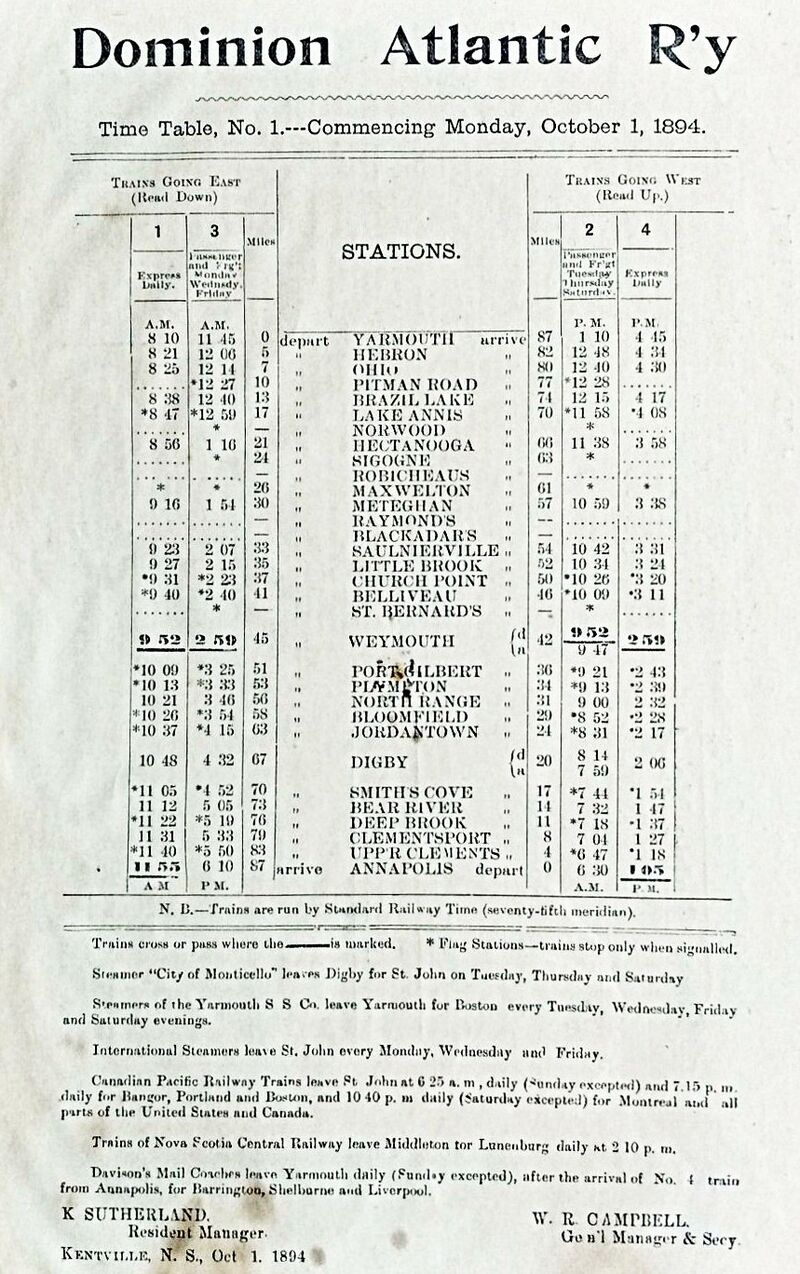 Dominion Atlantic R'y
Time Table, No. 1.---Commencing Monday, October 1, 1894.
TRAINS GOING EAST (Read Down) TRAINS GOING WEST (Read Up.)
1 3 Miles STATIONS. Miles 2 4
Express Daily. Passenger and Frg't Monday Wednsdy. Friday Passenger and Fr'gt Tuesday Thursday Saturday. Express Daily
A.M. A.M. P.M. P.M.
8 10 11 45 0 depart YARMOUTH arrive 87 1 10 4 45
8 21 12 06 5 " HEBRON " 82 12 48 4 34
8 25 12 14 7 " OHIO " 80 12 40 4 30
....... *12 27 10 " PITMAN ROAD " 77 *12 28 .......
8 38 12 40 13 " BRAZIL LAKE " 74 12 15 4 17
*8 47 *12 59 17 " LAKE ANNIS " 70 *11 58 *4 08
....... * — " NORWOOD " * .......
8 56 1 16 21 " HECTANOOGA " 66 11 38 3 58
....... * 24 " SIGOGNE " 63 * .......
....... ....... — " ROBICHEAUS " — ....... .......
* * 26 " MAXWELTON " 61 * *
9 16 1 54 30 " METEGHAN " 57 10 59 3 38
....... ....... — " RAYMOND'S " -- ....... .......
....... ....... — " BLACKADAR'S " — ....... .......
9 23 2 07 33 " SAULNIERVILLE " 54 10 42 3 31
9 27 2 15 35 " LITTLE BROOK " 52 10 34 3 24
*9 31 *2 23 37 " CHURCH POINT " 50 *10 26 *3 20
*9 40 *2 40 41 " BELLIVEAU " 46 *10 09 *3 11
....... * — " ST. BERNARD'S " — * .......
9 52 2 59 45 " WEYMOUTH {d 42 9 52 2 59
{a 9 47
*10 09 *3 25 51 " PORT GILBERT " 36 *9 21 *2 43
*10 13 *3 33 53 " PLYMPTON " 34 *9 13 *2 39
10 21 3 46 56 " NORTH RANGE " 31 9 00 2 32
*10 26 *3 54 58 " BLOOMFIELD " 29 *8 52 *2 28
*10 37 *4 15 63 " JORDANTOWN " 24 *8 31 *2 17
10 48 4 32 67 DIGBY {d 20 8 14 2 06
{a 7 59
*11 05 *4 52 70 " SMITH'S COVE " 17 *7 44 *1 54
11 12 5 05 73 " BEAR RIVER " 14 7 32 1 47
*11 22 *5 19 76 " DEEP BROOK " 11 *7 18 *1 37
11 31 5 33 79 " CLEMENTSPORT " 8 7 04 1 27
*11 40 *5 50 83 " UPP'R CLEMENTS " 4 *6 47 *1 18
11 55 6 10 87 arrive ANNAPOLIS depart 0 6 30 1 05
A M P M. A.M. P. M.
N. B.—Trains are run by Standard Railway Time (seventy-fifth meridian).
Trains cross or pass where the ——— is marked. * Flag Stations—trains stop only when signalled.
Steamer "City of Monticello" leaves Digby for St. John on Tuesday, Thursday and Saturday
Steamers of the Yarmouth S S Co. leave Yarmouth for Boston every Tuesday, Wednesday, Friday
and Saturday evenings.
International Steamers leave St. John every Monday, Wednesday and Friday.
Canadian Pacific Railway Trains leave St. John at 6 25 a. m , daily (Sunday excepted) and 7.15 p. m.
daily for Bangor, Portland and Boston, and 10 40 p. m daily (Saturday excepted) for Montreal and all
parts of the United States and Canada.
Trains of Nova Scotia Central Railway leave Middleton for Lunenburg daily at 2 10 p. m.
Davison's Mail Coaches leave Yarmouth daily (Sunday excepted), after the arrival of No. 4 train
from Annapolis, for Barrington, Shelburne and Liverpool.
K SUTHERLAND, W. R. CAMPBELL.
Resident Manager. Gen'l Manager & Secy.
KENTVILLE, N. S., Oct 1. 1894